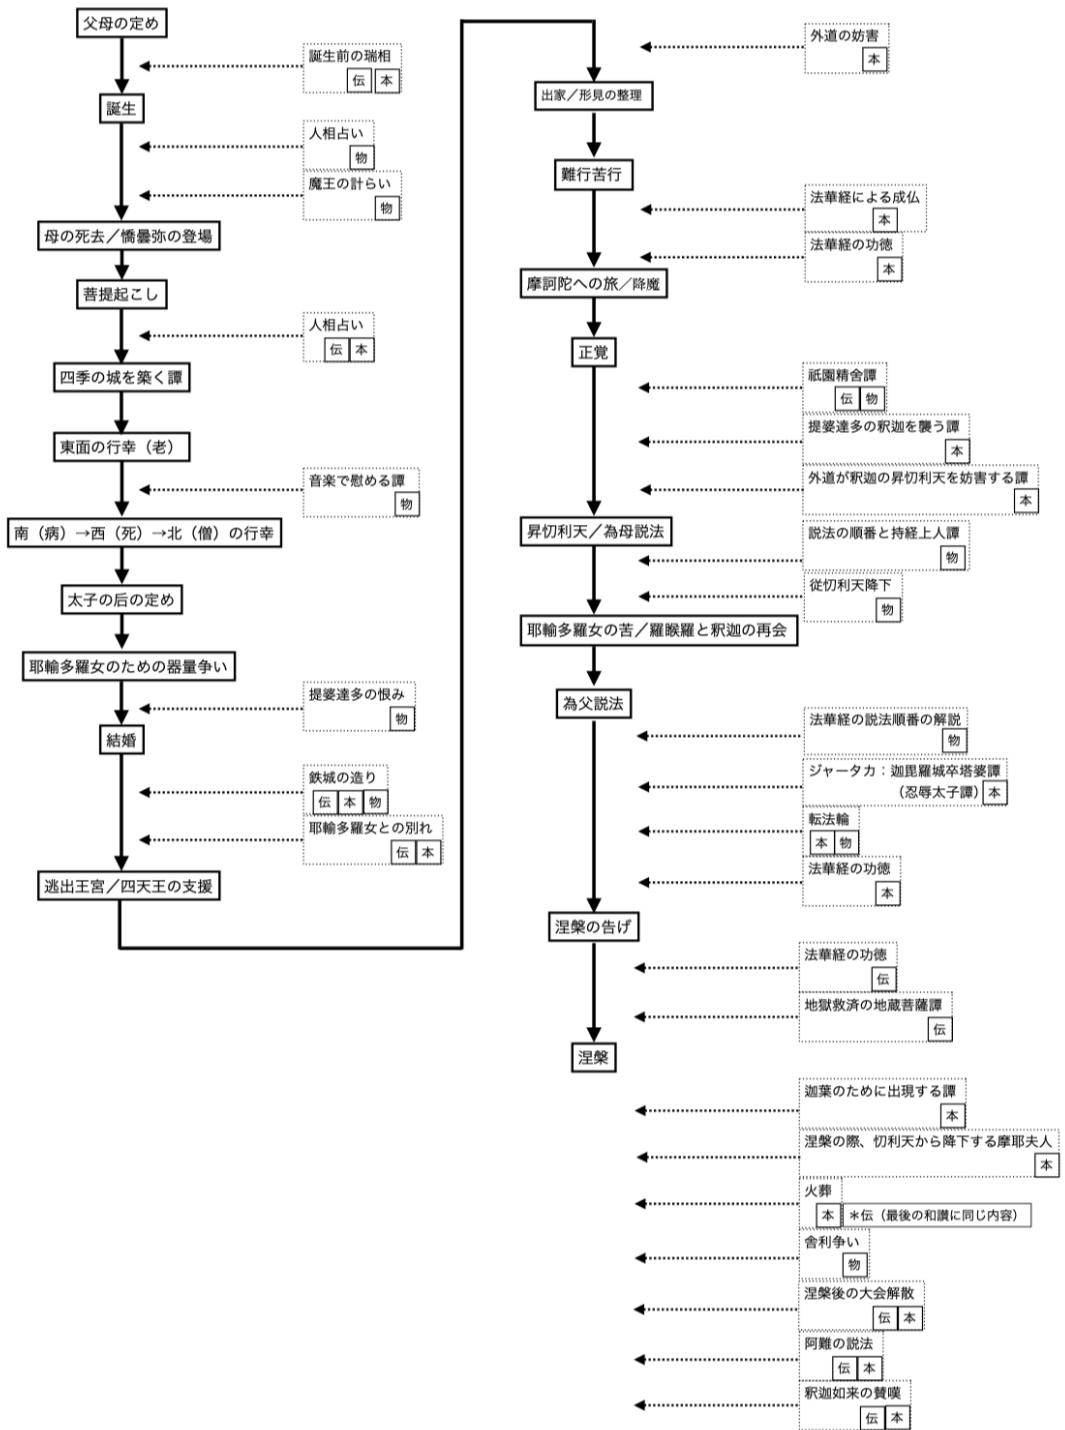 父母の定め
誕生前の瑞相
伝 本
誕生
人相占い
物
魔王の計らい
物
母の死去／憍曇弥の登場
菩提起こし
人相占い
伝 本
四季の城を築く譚
東面の行幸（老）
音楽で慰める譚
物
南（病）→西（死）→北（僧）の行幸
太子の后の定め
耶輸多羅女のための器量争い
提婆達多の恨み
物
結婚
鉄城の造り
伝 本 物
耶輸多羅女との別れ
伝 本
逃出王宮／四天王の支援
外道の妨害
本
出家／形見の整理
難行苦行
法華経による成仏
本
法華経の功徳
本
摩訶陀への旅／降魔
正覚
祇園精舎譚
伝 物
提婆達多の釈迦を襲う譚
本
外道が釈迦の昇忉利天を妨害する譚
本
昇忉利天／為母説法
説法の順番と持経上人譚
物
従忉利天降下
物
耶輸多羅女の苦／羅睺羅と釈迦の再会
為父説法
法華経の説法順番の解説
物
ジャータカ：迦毘羅城卒塔婆譚
（忍辱太子譚） 本
転法輪
本 物
法華経の功徳
本
涅槃の告げ
法華経の功徳
伝
地獄救済の地蔵菩薩譚
伝
涅槃
迦葉のために出現する譚
本
涅槃の際、忉利天から降下する摩耶夫人
本
火葬
本 ＊伝（最後の和讃に同じ内容）
舎利争い
物
涅槃後の大会解散
伝 本
阿難の説法
伝 本
釈迦如来の賛嘆
伝 本